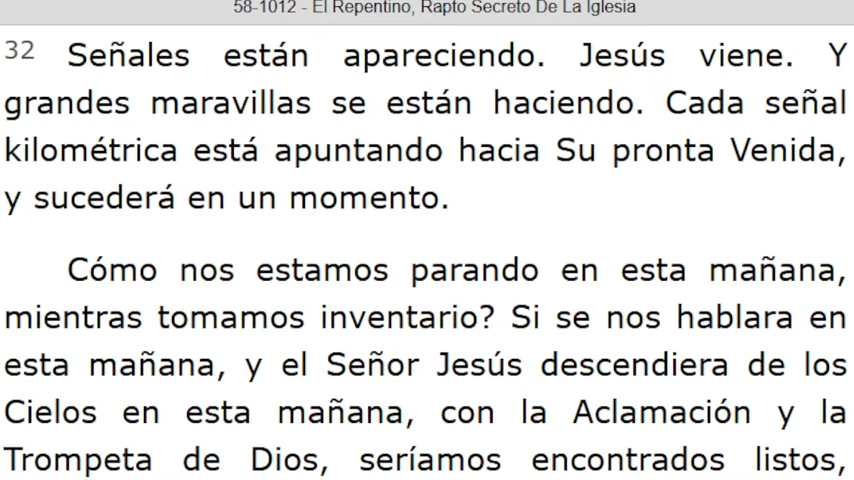 58-1012 - El Repentino, Rapto Secreto De La Iglesia
32 Señales están apareciendo. Jesús viene. Y
grandes maravillas se están haciendo. Cada señal
kilométrica está apuntando hacia Su pronta Venida,
y sucederá en un momento.
Cómo nos estamos parando en esta mañana,
mientras tomamos inventario? Si se nos hablara en
esta mañana, y el Señor Jesús descendiera de los
Cielos en esta mañana, con la Aclamación y la
Trompeta de Dios, seríamos encontrados listos,